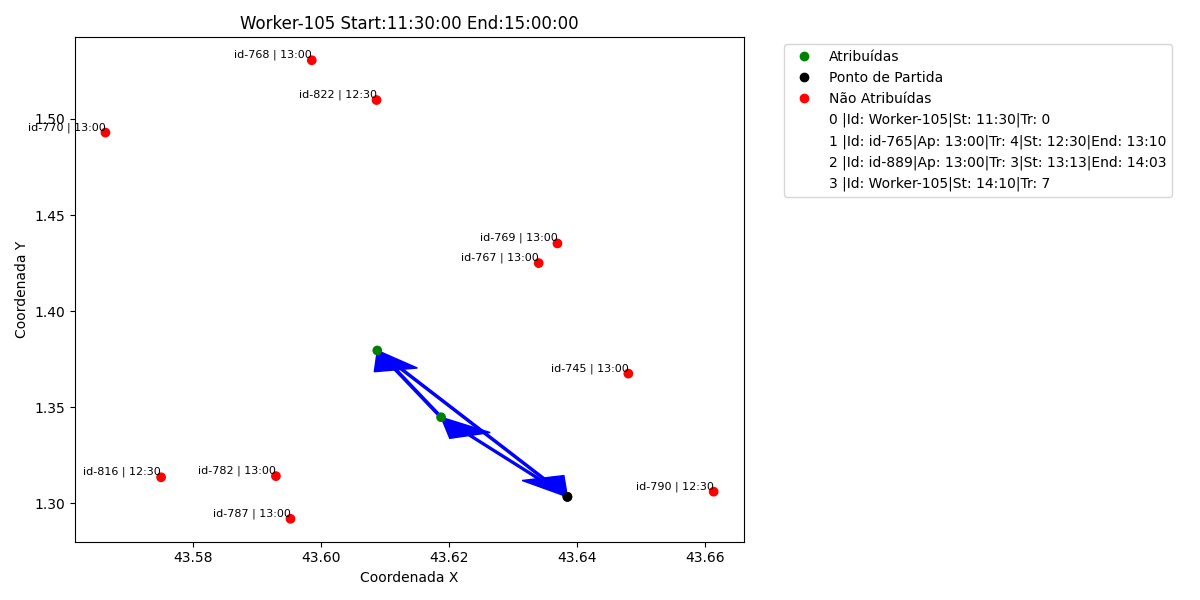 Worker-105 Start:11:30:00 End:15:00:00
id-768 | 13:00
id-822 | 12:30
id-770 | 13:00
id-769 | 13:00
id-767 | 13:00
id-745 | 13:00
id-816 | 12:30
id-782 | 13:00
id-790 | 12:30
id-787 | 13:00
1.50
1.45
1.40
1.35
1.30
Coordenada Y
43.58 43.60 43.62 43.64 43.66
Coordenada X
Atribuídas
Ponto de Partida
Não Atribuídas
0 |Id: Worker-105|St: 11:30|Tr: 0
1 |Id: id-765|Ap: 13:00|Tr: 4|St: 12:30|End: 13:10
2 |Id: id-889|Ap: 13:00|Tr: 3|St: 13:13|End: 14:03
3 |Id: Worker-105|St: 14:10|Tr: 7